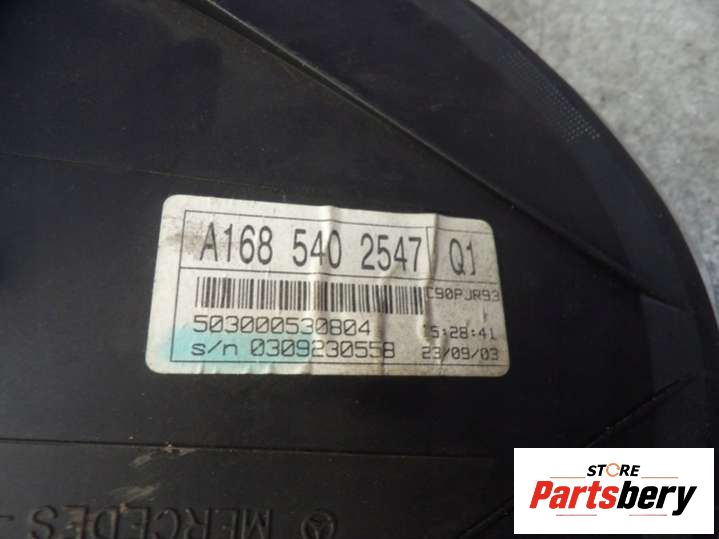 A168 540 2547 Q1
C90PJR93
503000530804 15:28:41
s/n 0309230558 23/09/03
MERCEDES-
STORE
Partsbery